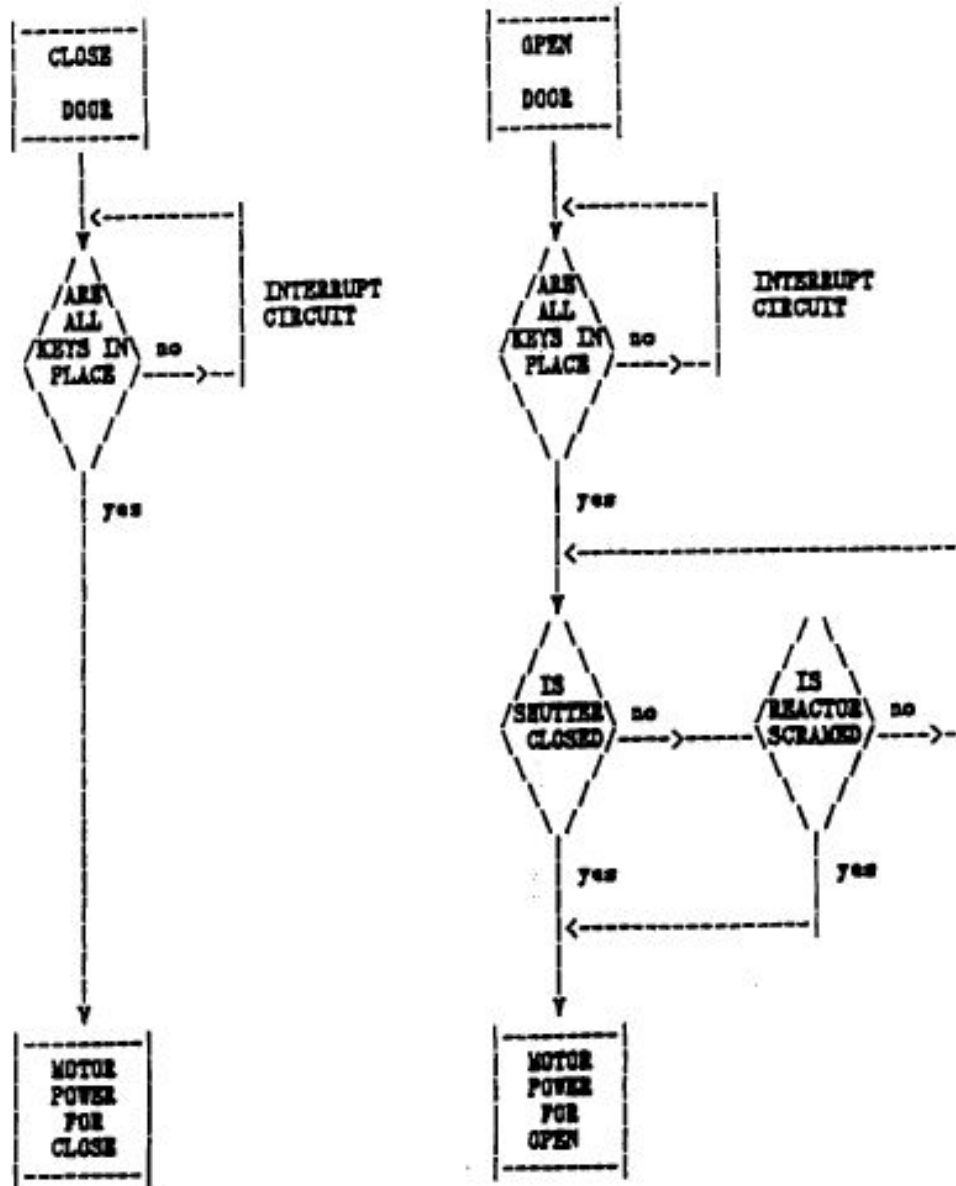 CLOSE
DOOR
ARE
ALL
KEYS IN
PLACE
no
INTERRUPT
CIRCUIT
yes
MOTOR
POWER
FOR
CLOSE
OPEN
DOOR
ARE
ALL
KEYS IN
PLACE
no
INTERRUPT
CIRCUIT
yes
IS
SHUTTER
CLOSED
no
IS
REACTOR
SCRAMED
no
yes
yes
MOTOR
POWER
FOR
OPEN